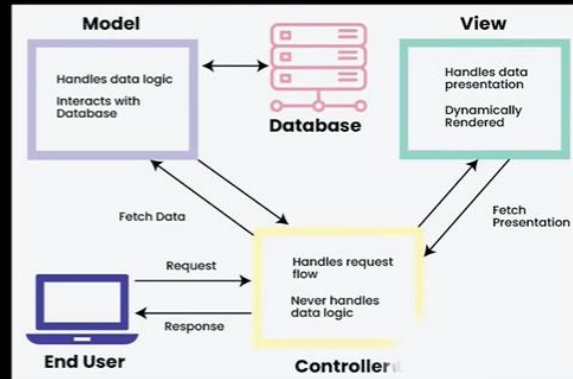 Model
View
Handles data logic
Interacts with
Database
Database
Handles data
presentation
Dynamically
Rendered
Fetch Data
Fetch
Presentation
Request
Response
Handles request
flow
Never handles
data logic
End User
Controller